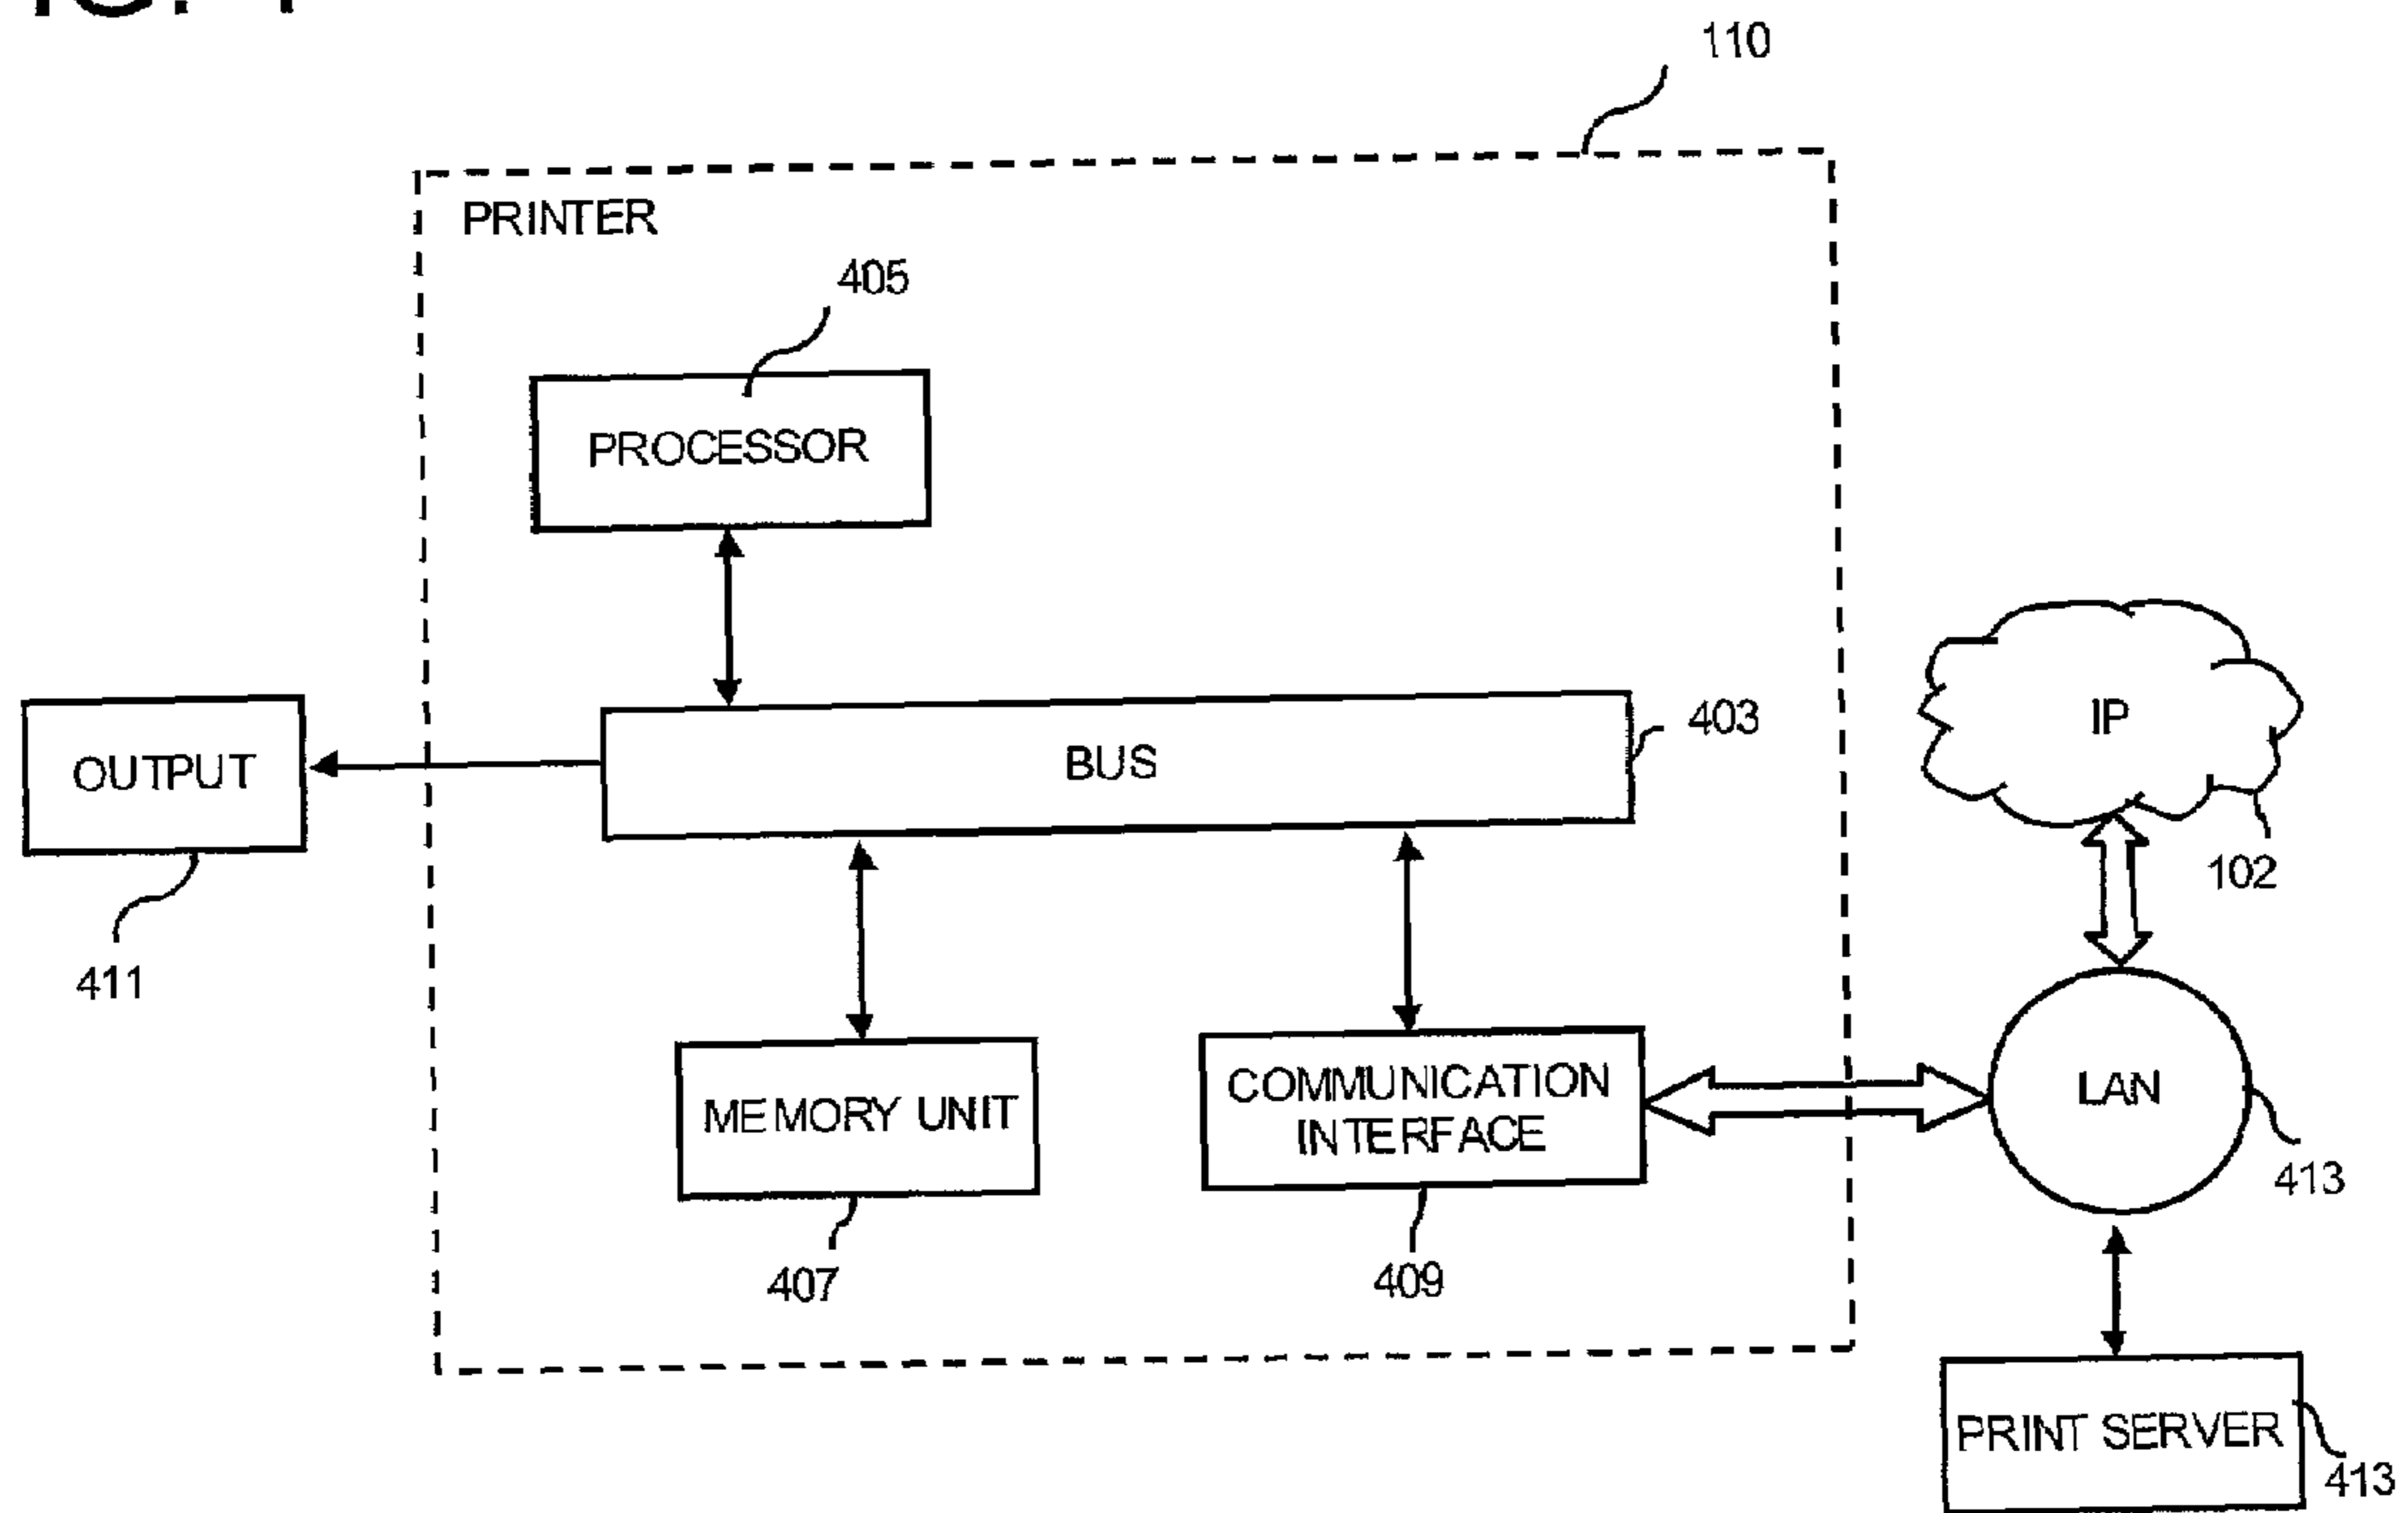 110
PRINTER
405
PROCESSOR
403
IP
BUS
OUTPUT
102
411
COMMUNICATION
INTERFACE
LAN
MEMORY UNIT
413
407
409
PRINT SERVER
413